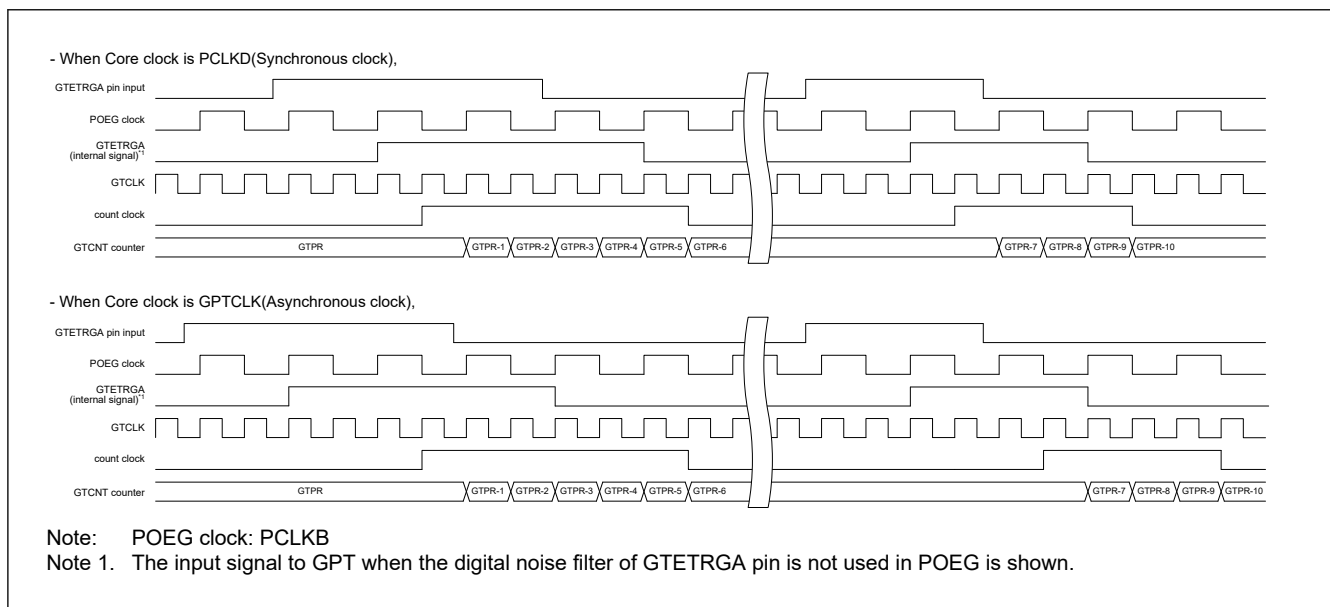 - When Core clock is PCLKD(Synchronous clock),
GTETRGA pin input
POEG clock
GTETRGA
(internal signal)*1
GTCLK
count clock
GTCNT counter GTPR GTPR-1 GTPR-2 GTPR-3 GTPR-4 GTPR-5 GTPR-6 GTPR-7 GTPR-8 GTPR-9 GTPR-10
- When Core clock is GPTCLK(Asynchronous clock),
GTETRGA pin input
POEG clock
GTETRGA
(internal signal)*1
GTCLK
count clock
GTCNT counter GTPR GTPR-1 GTPR-2 GTPR-3 GTPR-4 GTPR-5 GTPR-6 GTPR-7 GTPR-8 GTPR-9 GTPR-10
Note: POEG clock: PCLKB
Note 1. The input signal to GPT when the digital noise filter of GTETRGA pin is not used in POEG is shown.